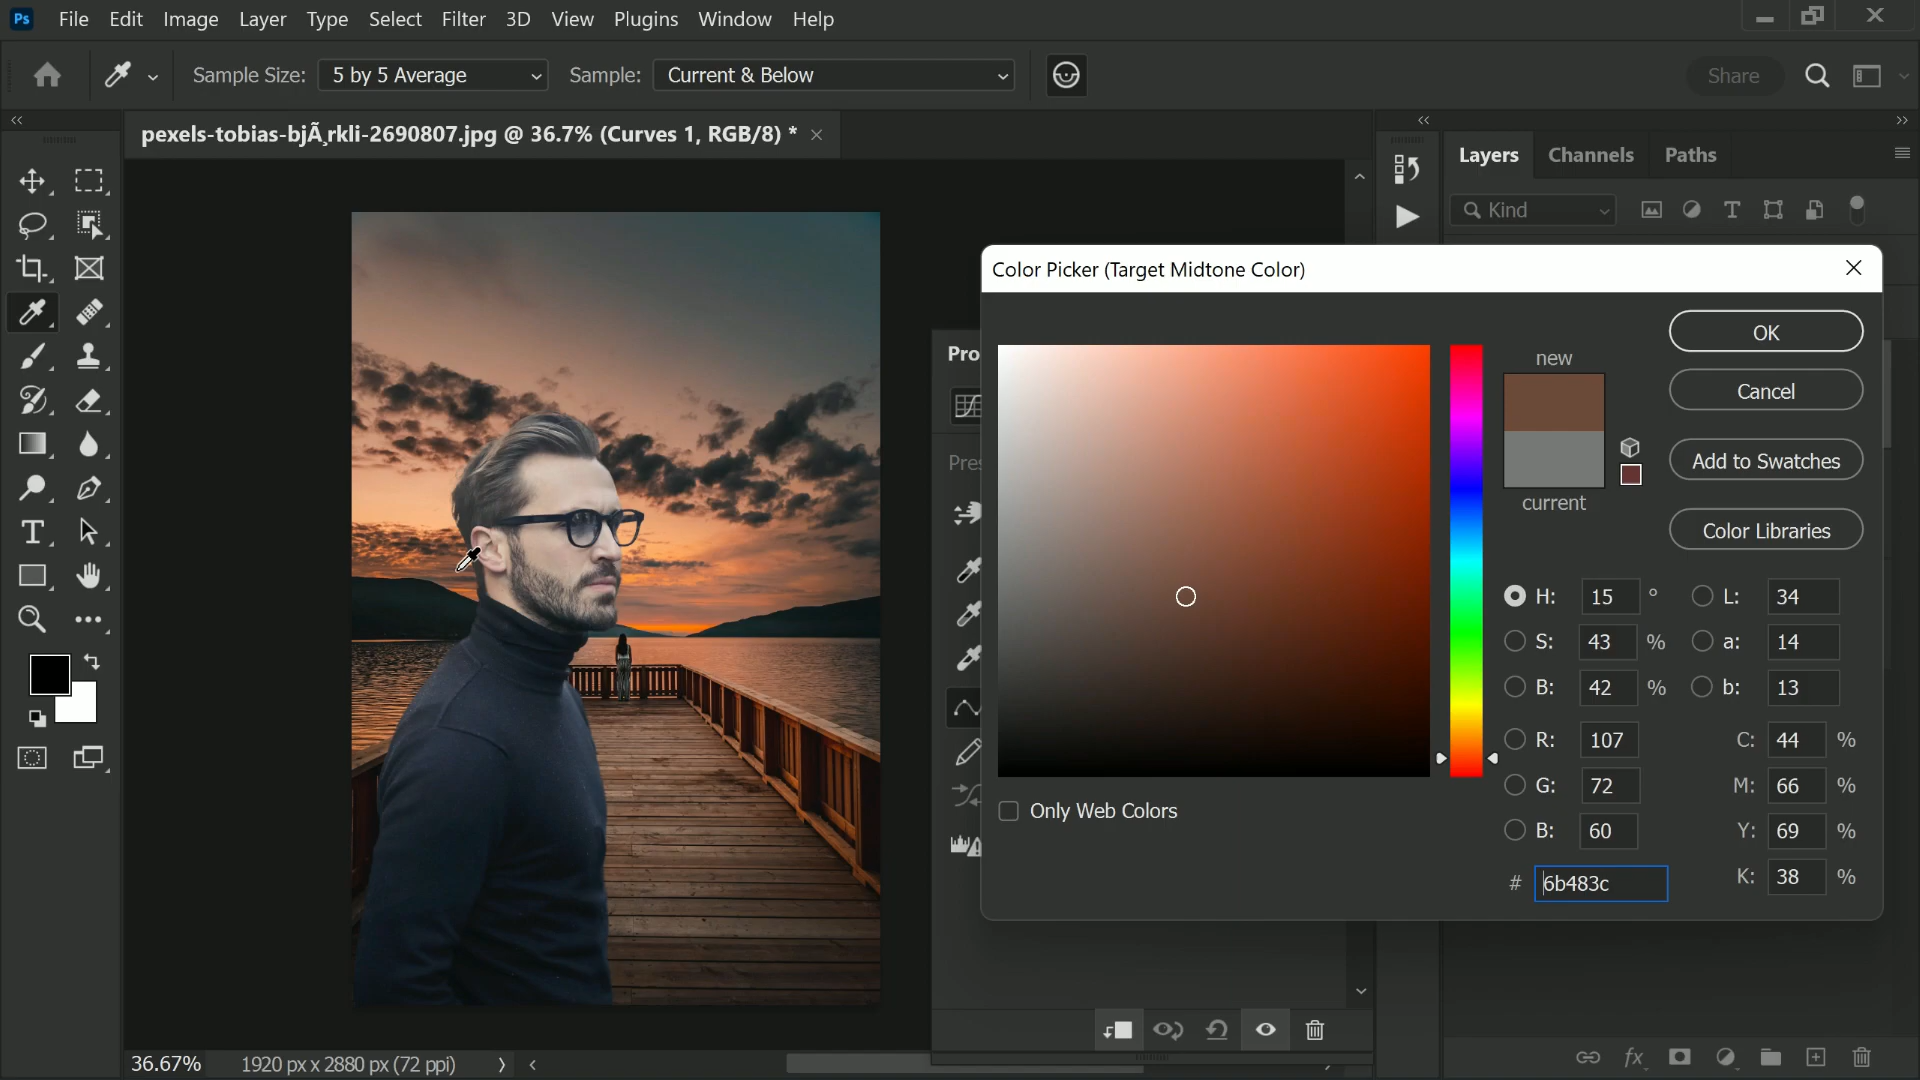 Ps File Edit Image Layer Type Select Filter 3D View Plugins Window Help
Sample Size: 5 by 5 Average Sample: Current & Below Share
pexels-tobias-bjÃ¸rkli-2690807.jpg @ 36.7% (Curves 1, RGB/8) *
Layers Channels Paths
Kind
Color Picker (Target Midtone Color)
Pro
Pres
new
current
OK
Cancel
Add to Swatches
Color Libraries
H: 15 ° L: 34
S: 43 % a: 14
B: 42 % b: 13
R: 107 C: 44 %
G: 72 M: 66 %
B: 60 Y: 69 %
# 6b483c K: 38 %
Only Web Colors
T
fx
36.67% 1920 px x 2880 px (72 ppi)